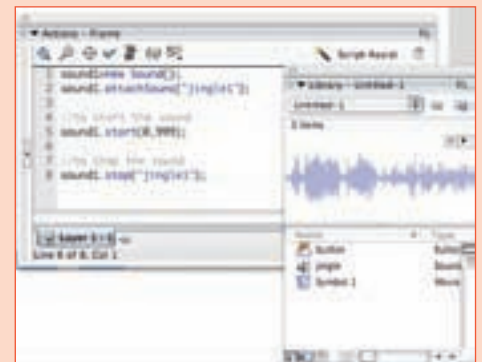 Actions - Frame
Script Assist
1 sound1=new Sound();
2 sound1.attachSound("jingle1");
3
4 //to start the sound
5 sound1.start(0,999);
6
7 //to stop the sound
8 sound1.stop("jingle1");
Layer 1 : 1
Line 8 of 8, Col 1
Library - Untitled-1
Untitled-1
3 items
Name Type
button Button
jingle Sound
Symbol 1 Movie